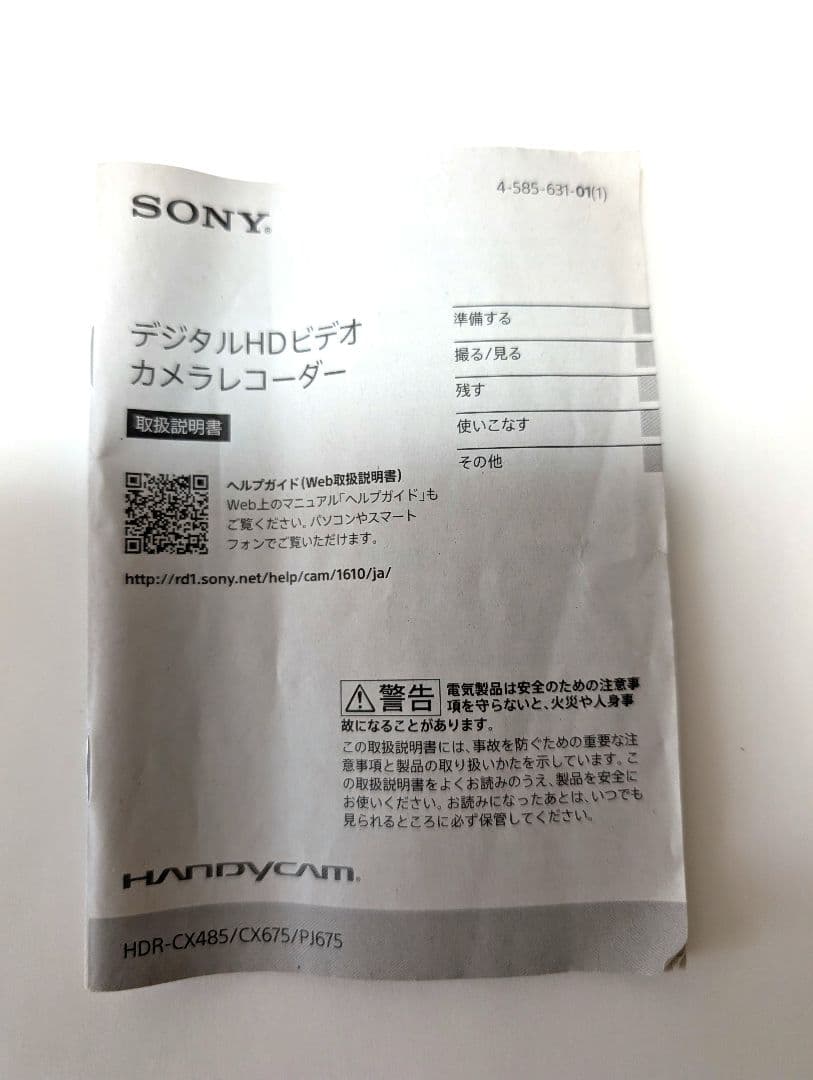 SONY®
4-585-631-01(1)
デジタルHDビデオ
カメラレコーダー
取扱説明書
準備する
撮る/見る
残す
使いこなす
その他
ヘルプガイド(Web取扱説明書)
Web上のマニュアル「ヘルプガイド」も
ご覧ください。パソコンやスマート
フォンでご覧いただけます。
http://rd1.sony.net/help/cam/1610/ja/
警告 電気製品は安全のための注意事
項を守らないと、火災や人身事
故になることがあります。
この取扱説明書には、事故を防ぐための重要な注
意事項と製品の取り扱いかたを示しています。こ
の取扱説明書をよくお読みのうえ、製品を安全に
お使いください。お読みになったあとは、いつでも
見られるところに必ず保管してください。
HANDYCAM®
HDR-CX485/CX675/PJ675